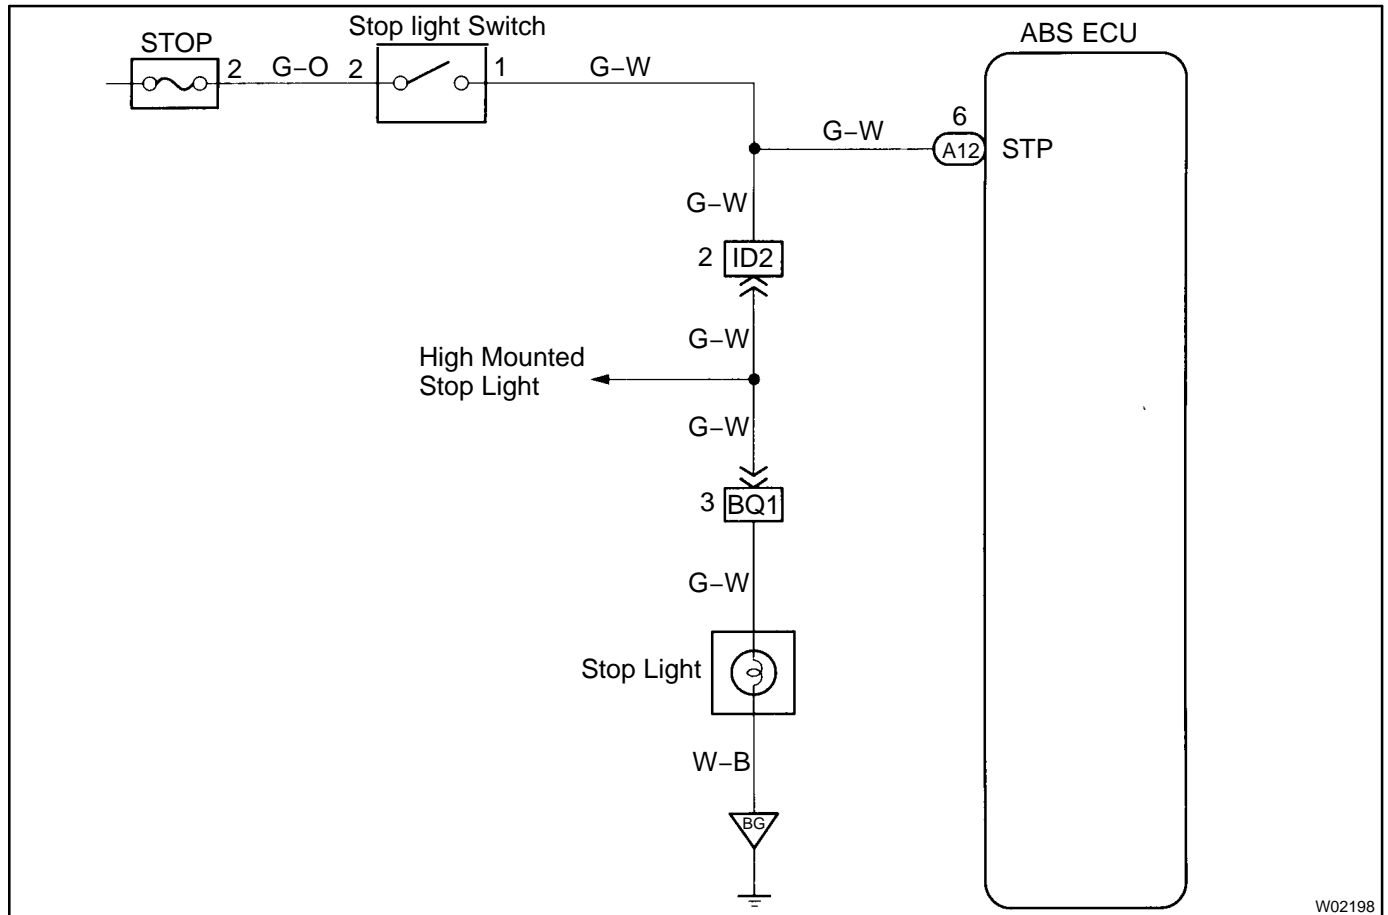 Stop light Switch
ABS ECU
STOP
2 G–O 2 1 G–W
6
G–W A12 STP
G–W
2 ID2
G–W
High Mounted
Stop Light
G–W
3 BQ1
G–W
Stop Light
W–B
BG
W02198